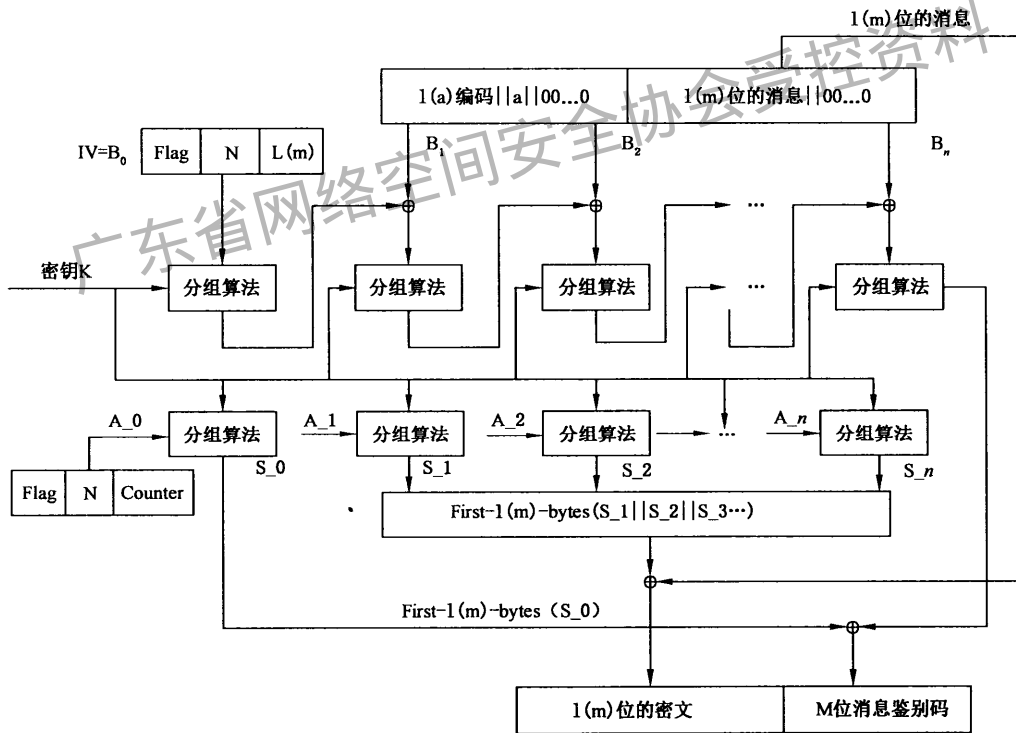 l(m)位的消息
l(a)编码||a||00...0
l(m)位的消息||00...0
IV=B₀
Flag
N
L(m)
B₁
B₂
Bₙ
…
密钥K
分组算法
分组算法
分组算法
…
分组算法
A_0
分组算法
A_1
分组算法
A_2
分组算法
…
A_n
分组算法
S_0
S_1
S_2
S_n
Flag
N
Counter
First-l(m)-bytes(S_1||S_2||S_3…)
First-l(m)-bytes（S_0）
l(m)位的密文
M位消息鉴别码
广东省网络空间安全协会受控资料